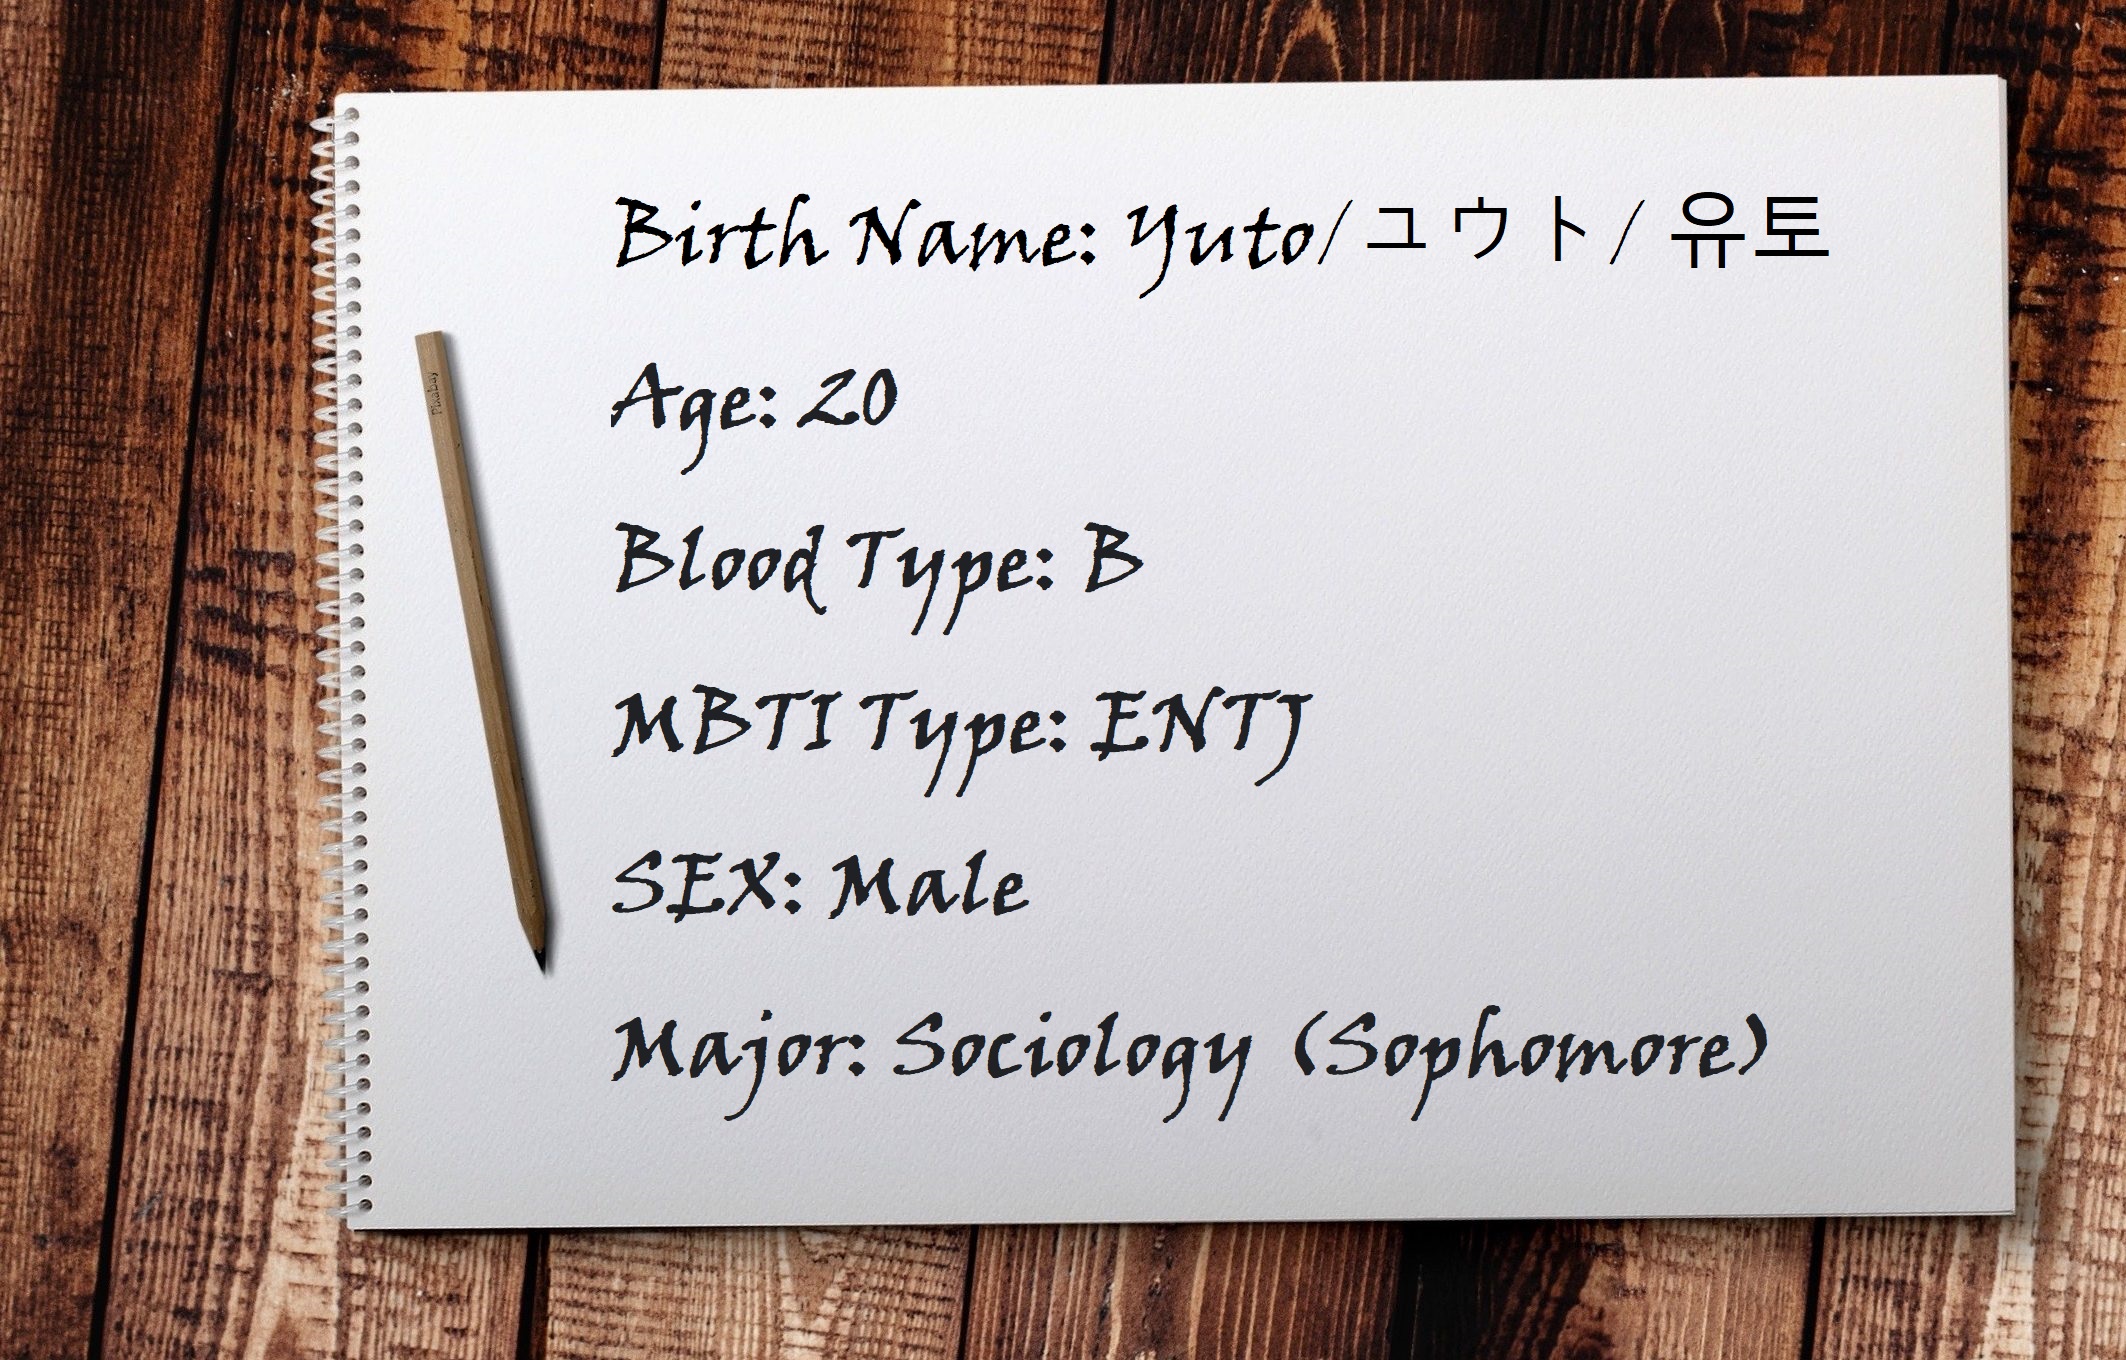 Birth Name: Yuto/ユウト/ 유토
Age: 20
Blood Type: B
MBTI Type: ENTJ
SEX: Male
Major: Sociology (Sophomore)
Pixabay